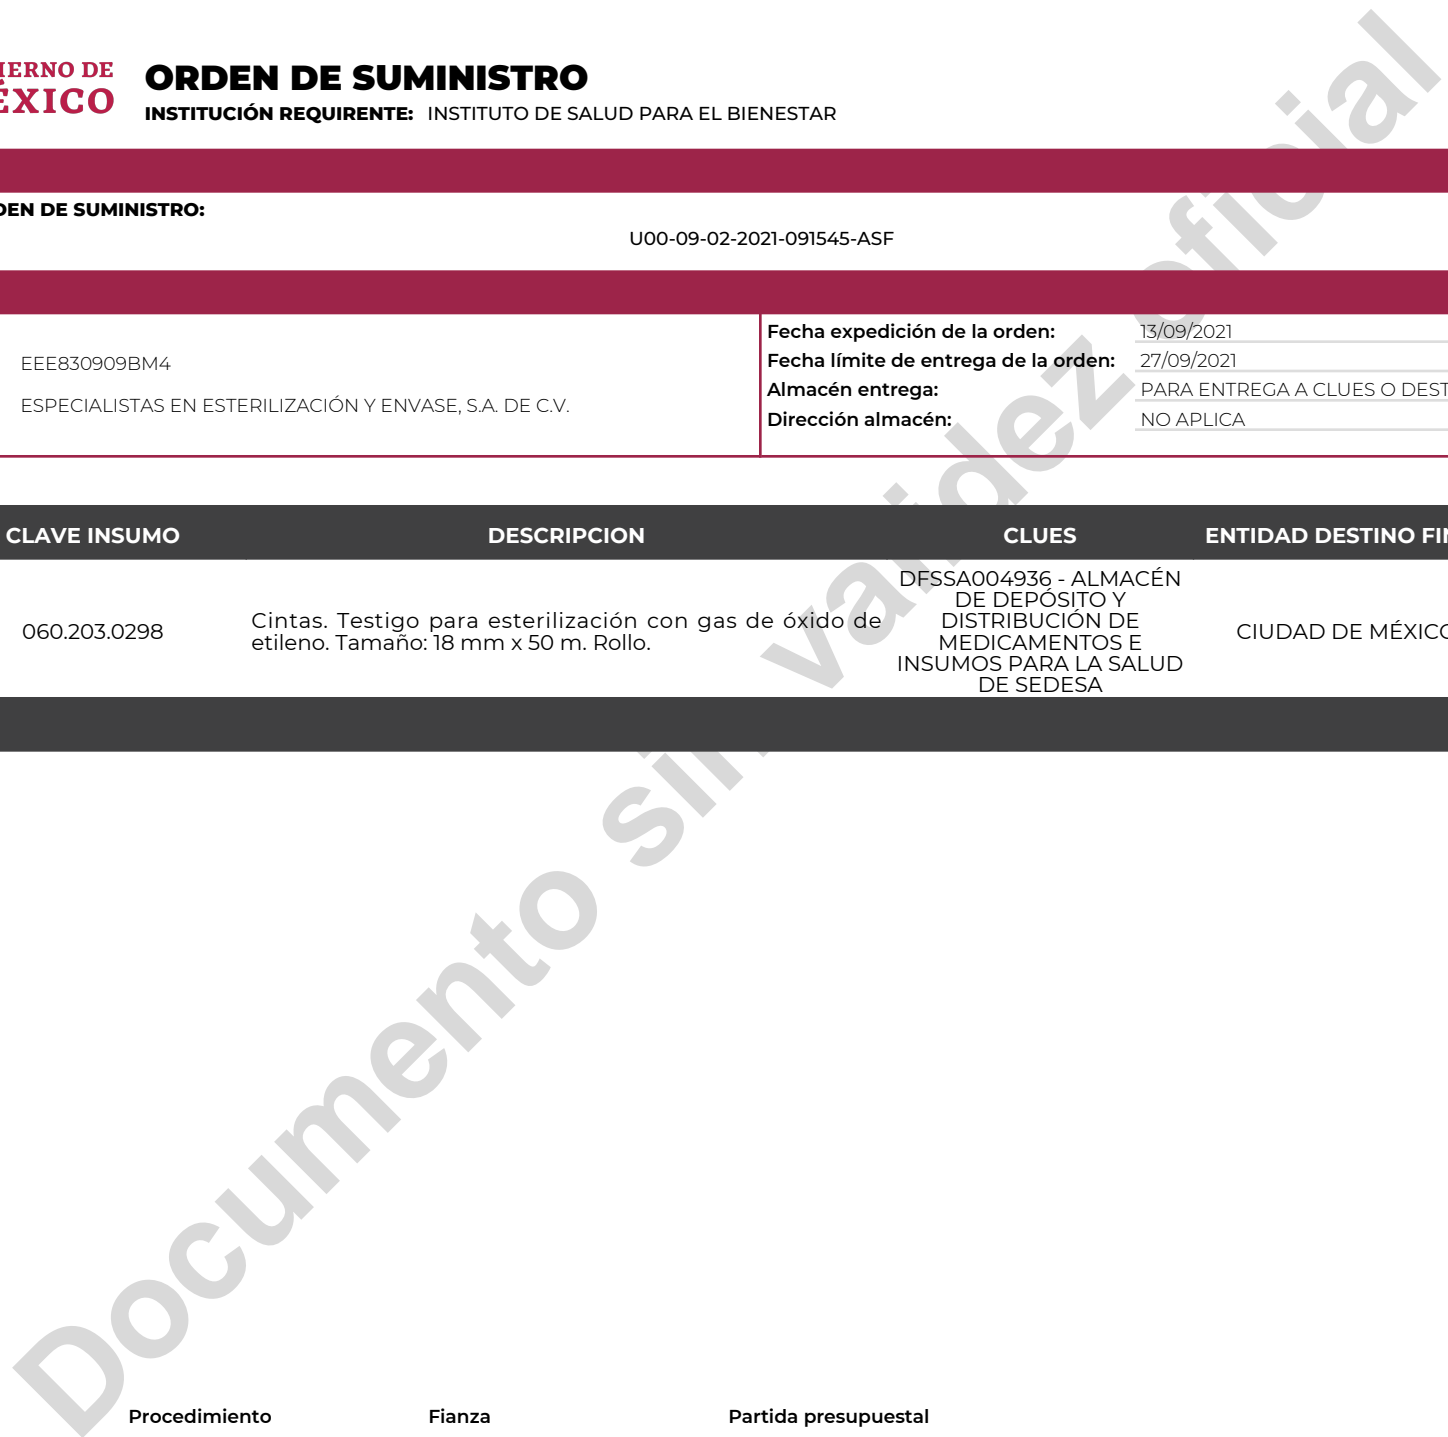 IERNO DE
ÉXICO
ORDEN DE SUMINISTRO
INSTITUCIÓN REQUIRENTE: INSTITUTO DE SALUD PARA EL BIENESTAR
DEN DE SUMINISTRO:
U00-09-02-2021-091545-ASF
EEE830909BM4
ESPECIALISTAS EN ESTERILIZACIÓN Y ENVASE, S.A. DE C.V.
Fecha expedición de la orden: 13/09/2021
Fecha límite de entrega de la orden: 27/09/2021
Almacén entrega: PARA ENTREGA A CLUES O DEST
Dirección almacén: NO APLICA
CLAVE INSUMO DESCRIPCION CLUES ENTIDAD DESTINO FIN
060.203.0298
Cintas. Testigo para esterilización con gas de óxido de
etileno. Tamaño: 18 mm x 50 m. Rollo.
DFSSA004936 - ALMACÉN
DE DEPÓSITO Y
DISTRIBUCIÓN DE
MEDICAMENTOS E
INSUMOS PARA LA SALUD
DE SEDESA
CIUDAD DE MÉXICO
Documento sin validez oficial
Procedimiento Fianza Partida presupuestal